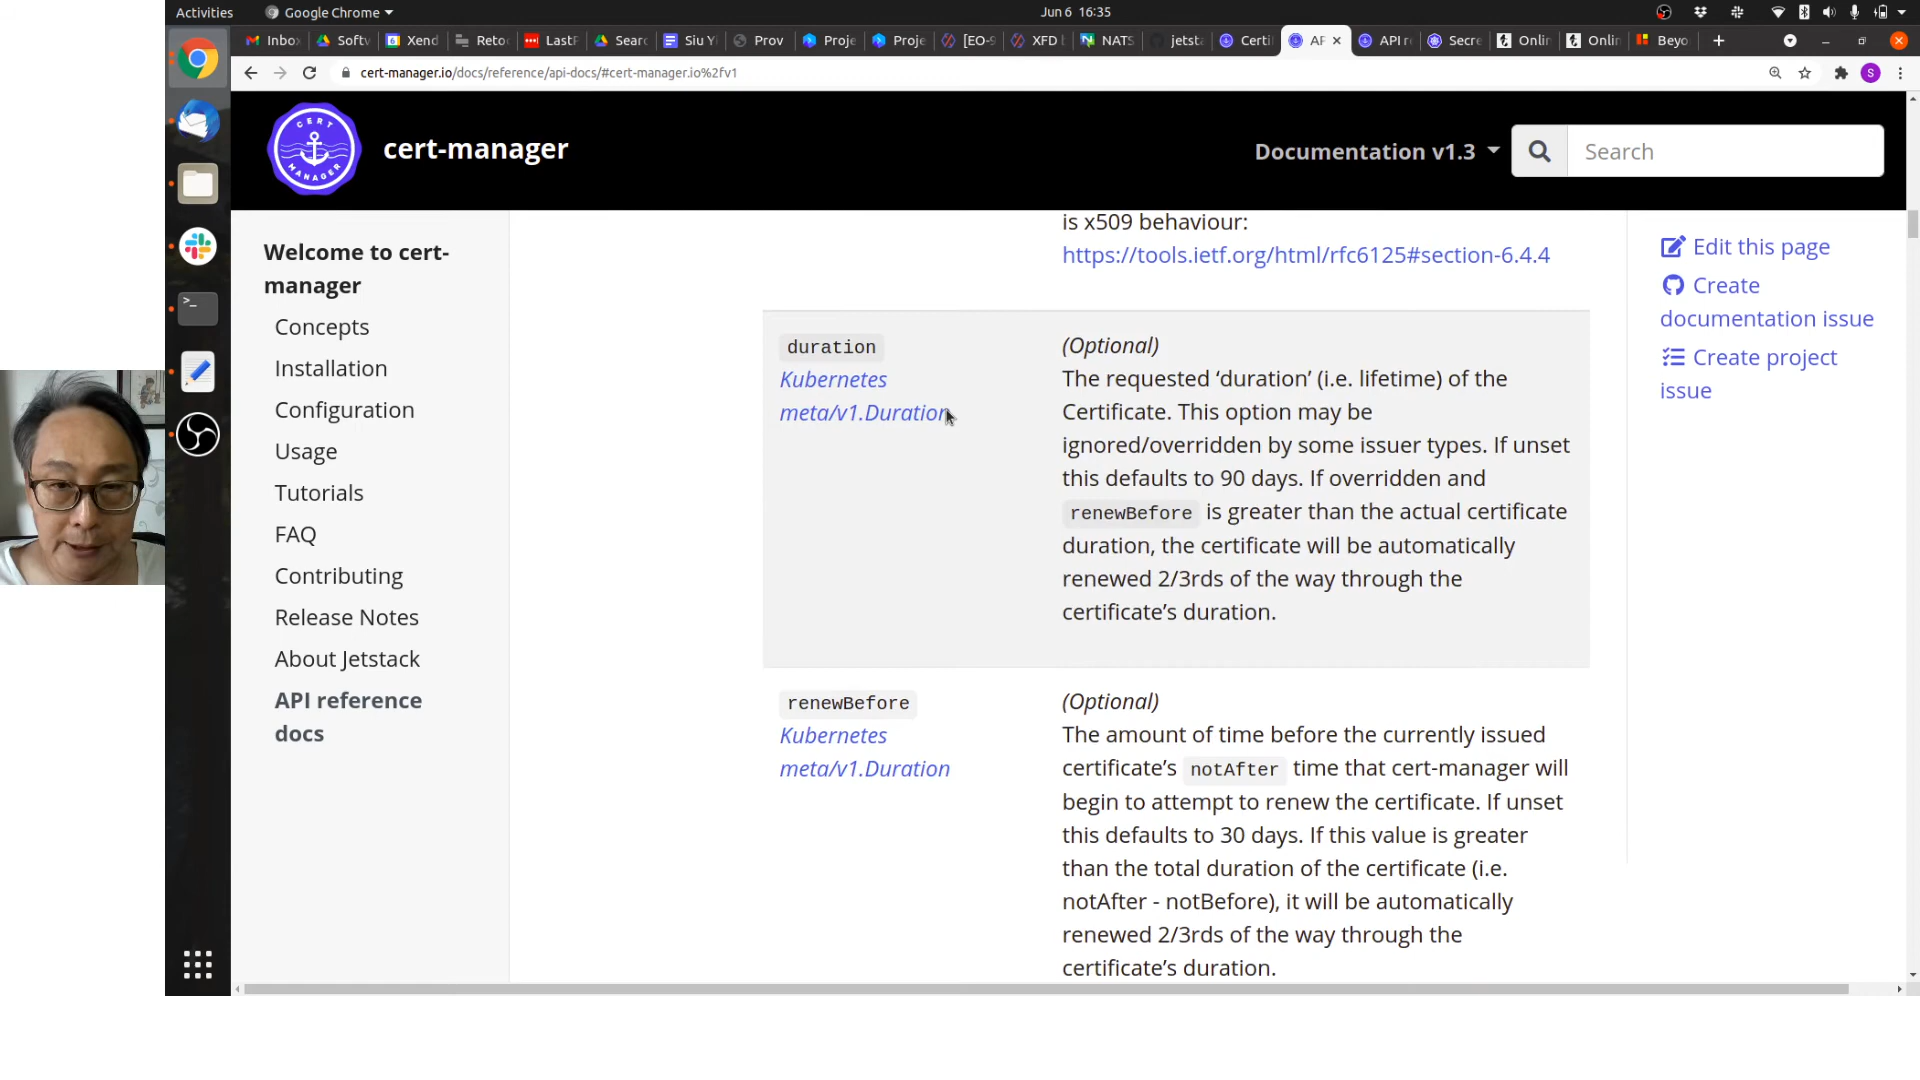 Activities
Google Chrome
Jun 6 16:35
Inbo
Softv
Xend
Reto
LastF
Searc
Siu Yi
Prov
Proje
Proje
[EO-9
XFD b
NATS
jetst
Certi
AP
API r
Secre
Onlin
Onlin
Beyo
cert-manager.io/docs/reference/api-docs/#cert-manager.io%2fv1
S
CERT MANAGER
cert-manager
Documentation v1.3
Search
Welcome to cert-
manager
Concepts
Installation
Configuration
Usage
Tutorials
FAQ
Contributing
Release Notes
About Jetstack
API reference
docs
is x509 behaviour:
https://tools.ietf.org/html/rfc6125#section-6.4.4
duration
Kubernetes
meta/v1.Duration
(Optional)
The requested ‘duration’ (i.e. lifetime) of the
Certificate. This option may be
ignored/overridden by some issuer types. If unset
this defaults to 90 days. If overridden and
renewBefore is greater than the actual certificate
duration, the certificate will be automatically
renewed 2/3rds of the way through the
certificate’s duration.
renewBefore
Kubernetes
meta/v1.Duration
(Optional)
The amount of time before the currently issued
certificate’s notAfter time that cert-manager will
begin to attempt to renew the certificate. If unset
this defaults to 30 days. If this value is greater
than the total duration of the certificate (i.e.
notAfter - notBefore), it will be automatically
renewed 2/3rds of the way through the
certificate’s duration.
Edit this page
Create
documentation issue
Create project
issue